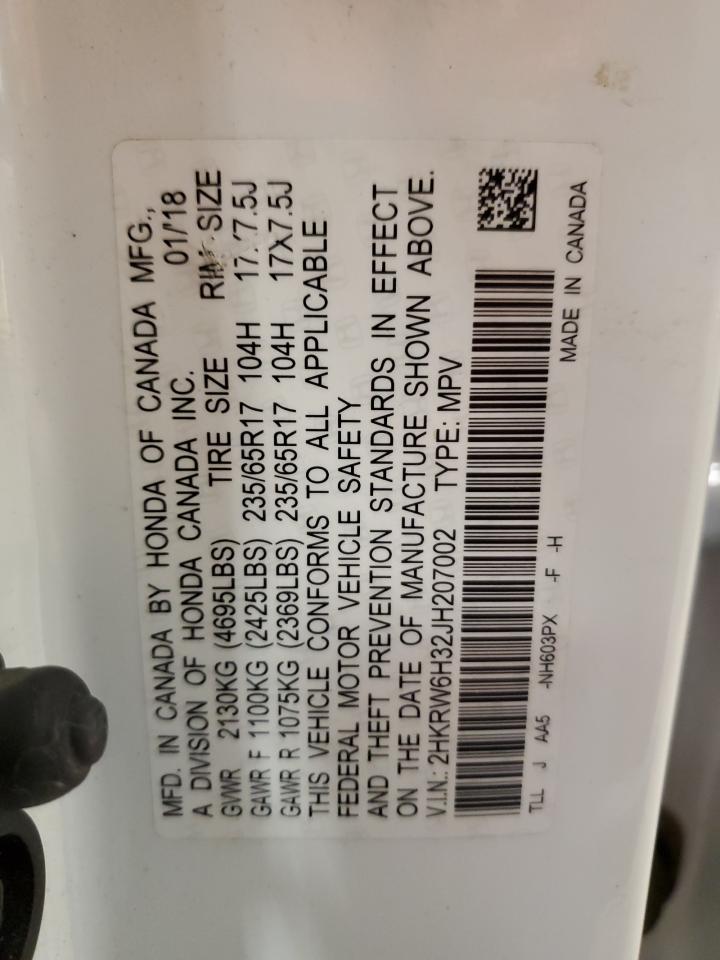 MFD. IN CANADA BY HONDA OF CANADA MFG.,
A DIVISION OF HONDA CANADA INC. 01/18
GVWR 2130KG (4695LBS) TIRE SIZE RIM SIZE
GAWR F 1100KG (2425LBS) 235/65R17 104H 17X7.5J
GAWR R 1075KG (2369LBS) 235/65R17 104H 17X7.5J
THIS VEHICLE CONFORMS TO ALL APPLICABLE
FEDERAL MOTOR VEHICLE SAFETY
AND THEFT PREVENTION STANDARDS IN EFFECT
ON THE DATE OF MANUFACTURE SHOWN ABOVE.
V.I.N.: 2HKRW6H32JH207002 TYPE: MPV
TLL J AA5 -NH603PX -F -H MADE IN CANADA